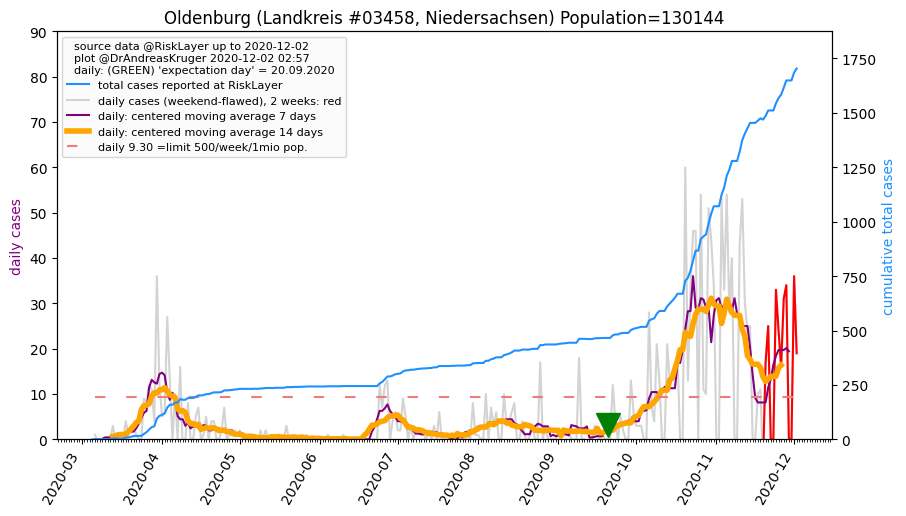 Oldenburg (Landkreis #03458, Niedersachsen) Population=130144
source data @RiskLayer up to 2020-12-02
plot @DrAndreasKruger 2020-12-02 02:57
daily: (GREEN) 'expectation day' = 20.09.2020
total cases reported at RiskLayer
daily cases (weekend-flawed), 2 weeks: red
daily: centered moving average 7 days
daily: centered moving average 14 days
daily 9.30 =limit 500/week/1mio pop.
daily cases
90
80
70
60
50
40
30
20
10
0
1750
1500
1250
1000
750
500
250
0
cumulative total cases
2020-03
2020-04
2020-05
2020-06
2020-07
2020-08
2020-09
2020-10
2020-11
2020-12